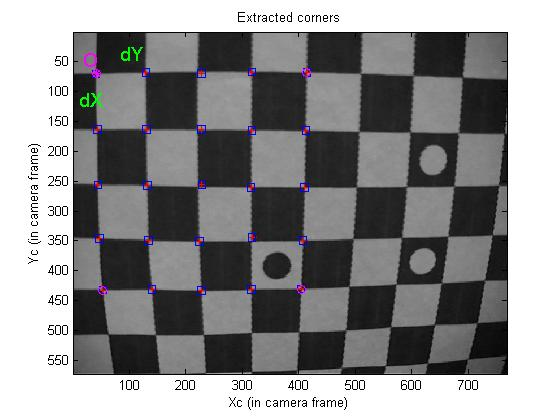 Extracted corners
O
dY
dX
50
100
150
200
250
300
350
400
450
500
550
Yc (in camera frame)
100 200 300 400 500 600 700
Xc (in camera frame)